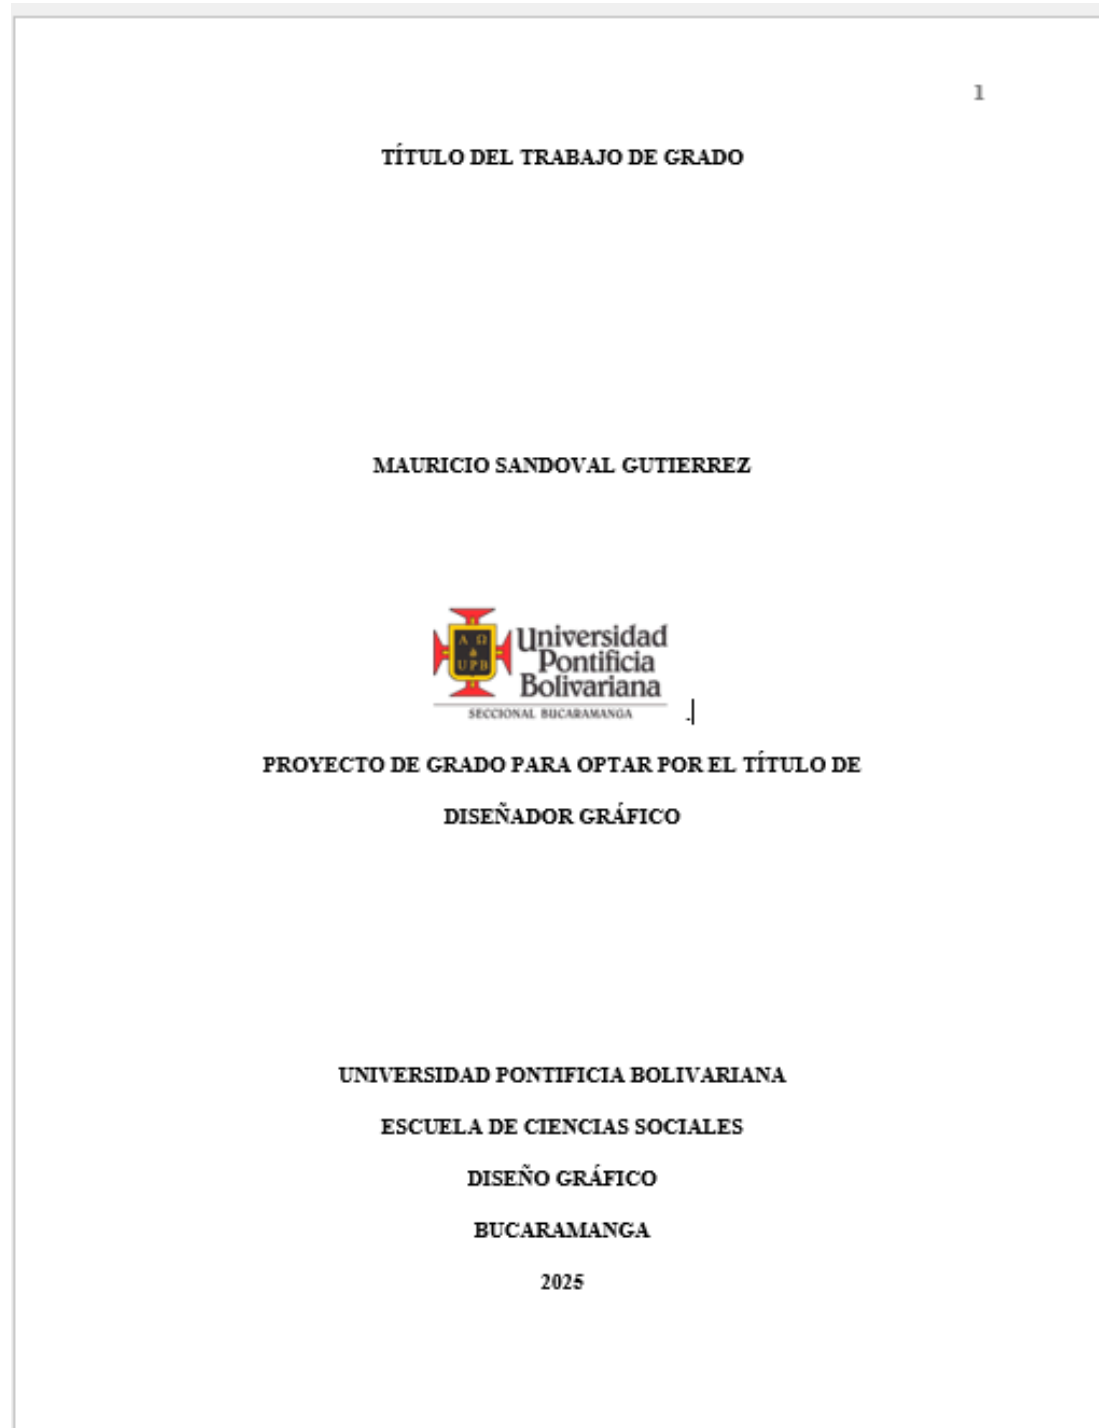 1
TÍTULO DEL TRABAJO DE GRADO
MAURICIO SANDOVAL GUTIERREZ
Α Ω
UPB
Universidad
Pontificia
Bolivariana
SECCIONAL BUCARAMANGA
.
PROYECTO DE GRADO PARA OPTAR POR EL TÍTULO DE
DISEÑADOR GRÁFICO
UNIVERSIDAD PONTIFICIA BOLIVARIANA
ESCUELA DE CIENCIAS SOCIALES
DISEÑO GRÁFICO
BUCARAMANGA
2025